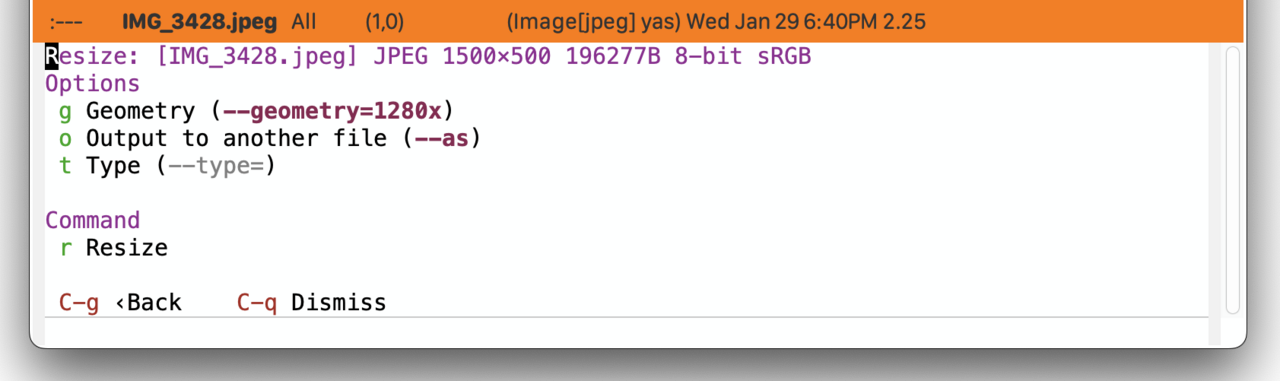 :---  IMG_3428.jpeg  All  (1,0)  (Image[jpeg] yas) Wed Jan 29 6:40PM 2.25
Resize: [IMG_3428.jpeg] JPEG 1500×500 196277B 8-bit sRGB
Options
g Geometry (--geometry=1280x)
o Output to another file (--as)
t Type (--type=)
Command
r Resize
C-g ‹Back  C-q Dismiss